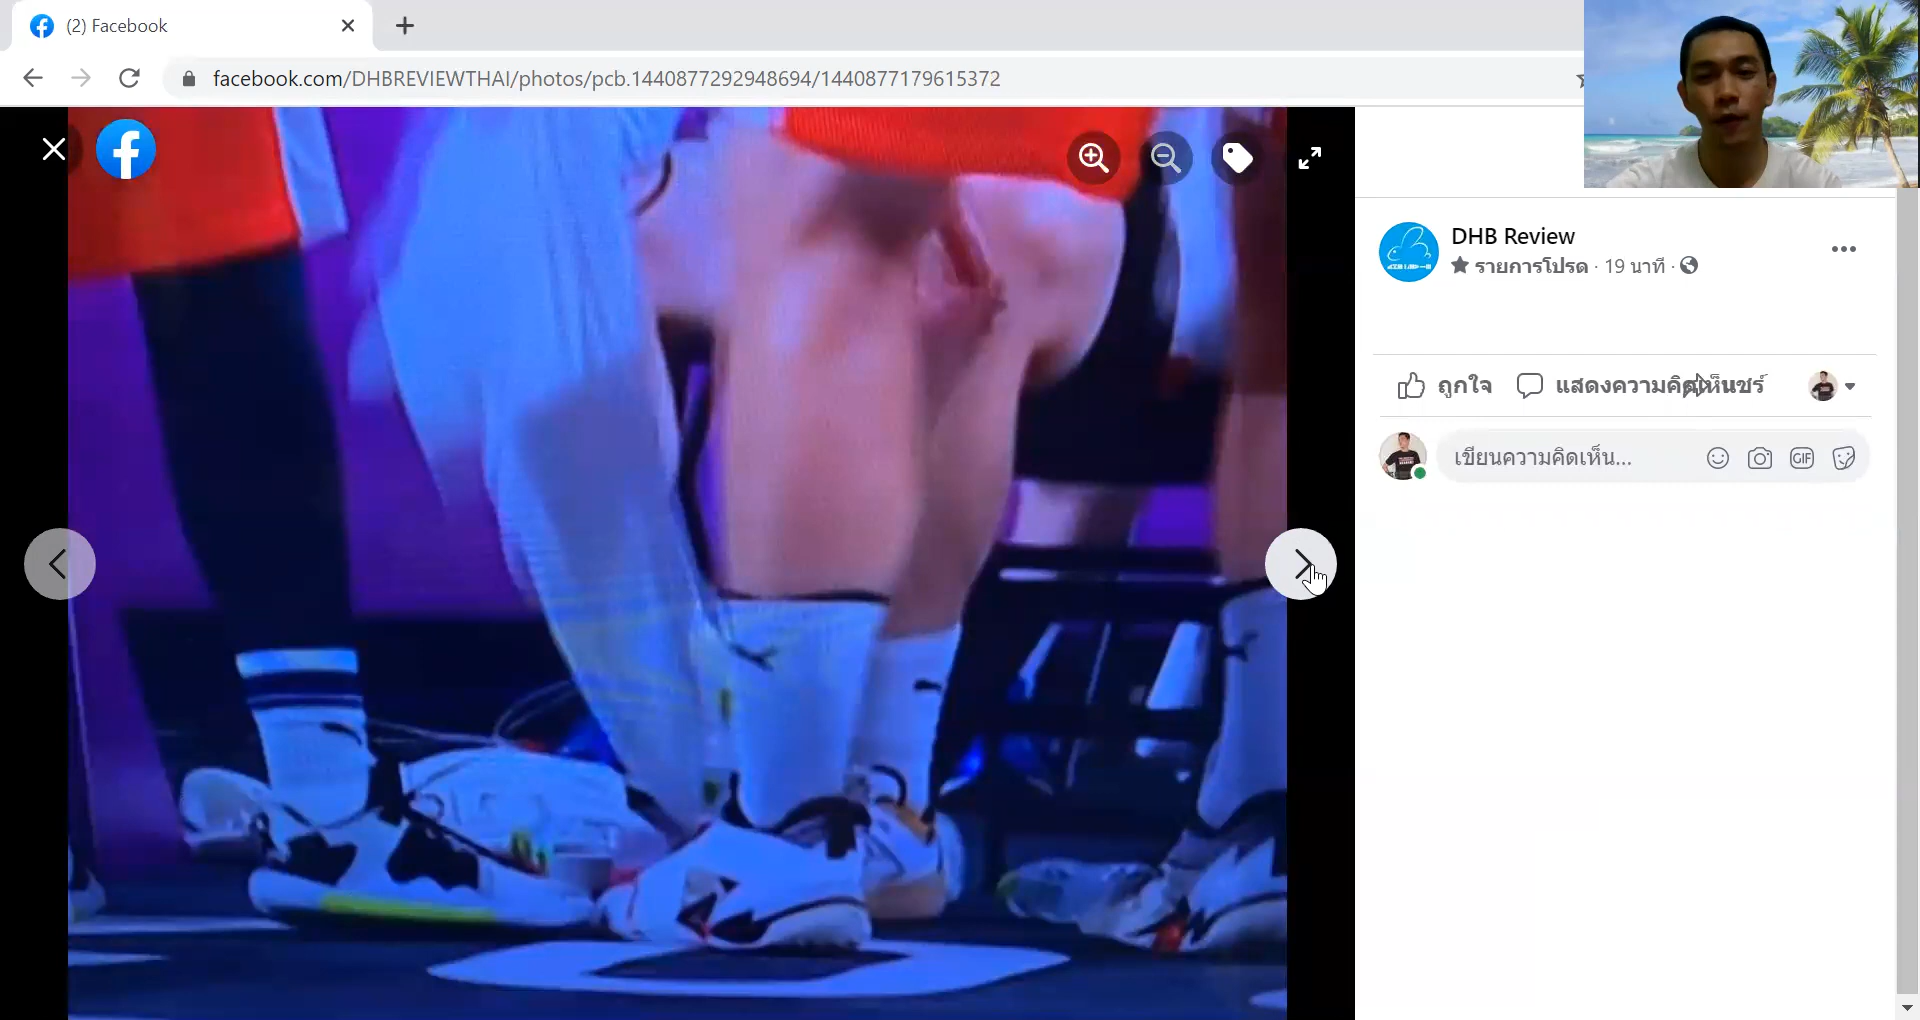 (2) Facebook
facebook.com/DHBREVIEWTHAI/photos/pcb.1440877292948694/1440877179615372
DHB Review
รายการโปรด · 19 นาที ·
ถูกใจ
แสดงความคิดเห็น
แชร์
เขียนความคิดเห็น...
GIF